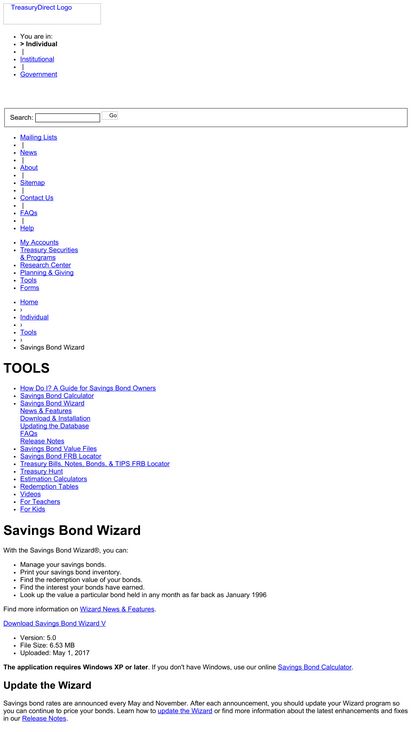 TreasuryDirect Logo
You are in:
> Individual
|
Institutional
|
Government
Search:
Go
Mailing Lists
|
News
|
About
|
Sitemap
|
Contact Us
|
FAQs
|
Help
My Accounts
Treasury Securities
& Programs
Research Center
Planning & Giving
Tools
Forms
Home
›
Individual
›
Tools
›
Savings Bond Wizard
TOOLS
How Do I? A Guide for Savings Bond Owners
Savings Bond Calculator
Savings Bond Wizard
News & Features
Download & Installation
Updating the Database
FAQs
Release Notes
Savings Bond Value Files
Savings Bond FRB Locator
Treasury Bills, Notes, Bonds, & TIPS FRB Locator
Treasury Hunt
Estimation Calculators
Redemption Tables
Videos
For Teachers
For Kids
Savings Bond Wizard
With the Savings Bond Wizard®, you can:
Manage your savings bonds.
Print your savings bond inventory.
Find the redemption value of your bonds.
Find the interest your bonds have earned.
Look up the value a particular bond held in any month as far back as January 1996
Find more information on Wizard News & Features.
Download Savings Bond Wizard V
Version: 5.0
File Size: 6.53 MB
Uploaded: May 1, 2017
The application requires Windows XP or later. If you don't have Windows, use our online Savings Bond Calculator.
Update the Wizard
Savings bond rates are announced every May and November. After each announcement, you should update your Wizard program so
you can continue to price your bonds. Learn how to update the Wizard or find more information about the latest enhancements and fixes
in our Release Notes.